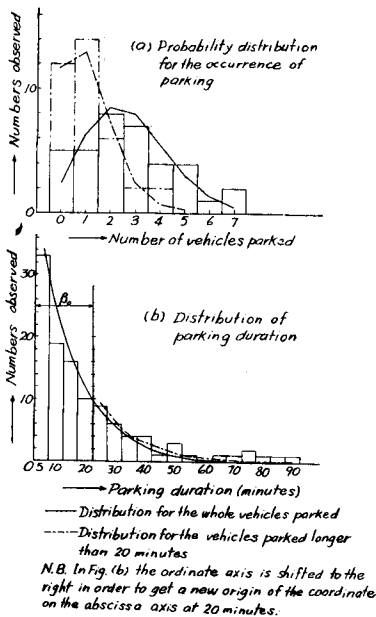 (a) Probability distribution
for the occurrence of
parking
Numbers observed
10
0
0 1 2 3 4 5 6 7
Number of vehicles parked
Numbers observed
30
20
10
βo
(b) Distribution of
parking duration
0 5 10 20 30 40 50 60 70 80 90
Parking duration (minutes)
Distribution for the whole vehicles parked
Distribution for the vehicles parked longer
than 20 minutes
N.B. In Fig. (b) the ordinate axis is shifted to the
right in order to get a new origin of the coordinate
on the abscissa axis at 20 minutes.